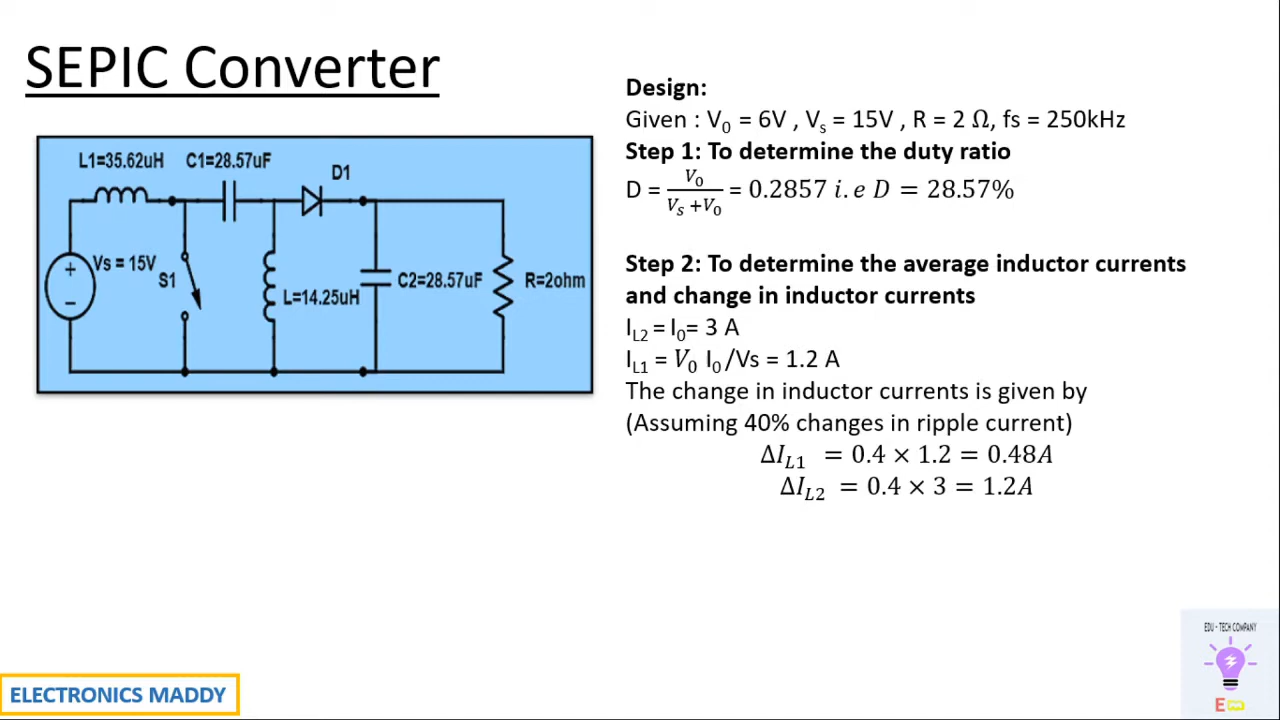 SEPIC Converter
L1=35.62uH C1=28.57uF
D1
Vs = 15V
S1
L=14.25uH
C2=28.57uF
R=2ohm
Design:
Given : V₀ = 6V , Vₛ = 15V , R = 2 Ω, fs = 250kHz
Step 1: To determine the duty ratio
D = V₀/(Vₛ +V₀) = 0.2857 i.e D = 28.57%
Step 2: To determine the average inductor currents
and change in inductor currents
I_L2 = I₀= 3 A
I_L1 = V₀ I₀/Vs = 1.2 A
The change in inductor currents is given by
(Assuming 40% changes in ripple current)
ΔI_L1 = 0.4 × 1.2 = 0.48A
ΔI_L2 = 0.4 × 3 = 1.2A
ELECTRONICS MADDY
EDU - TECH COMPANY